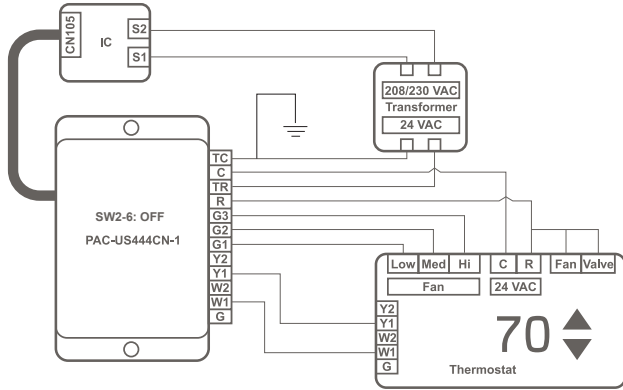 CN105
IC
S2
S1
208/230 VAC
Transformer
24 VAC
SW2-6: OFF
PAC-US444CN-1
TC
C
TR
R
G3
G2
G1
Y2
Y1
W2
W1
G
Low Med Hi C R Fan Valve
Fan 24 VAC
Y2
Y1
W2
W1
G
70
Thermostat